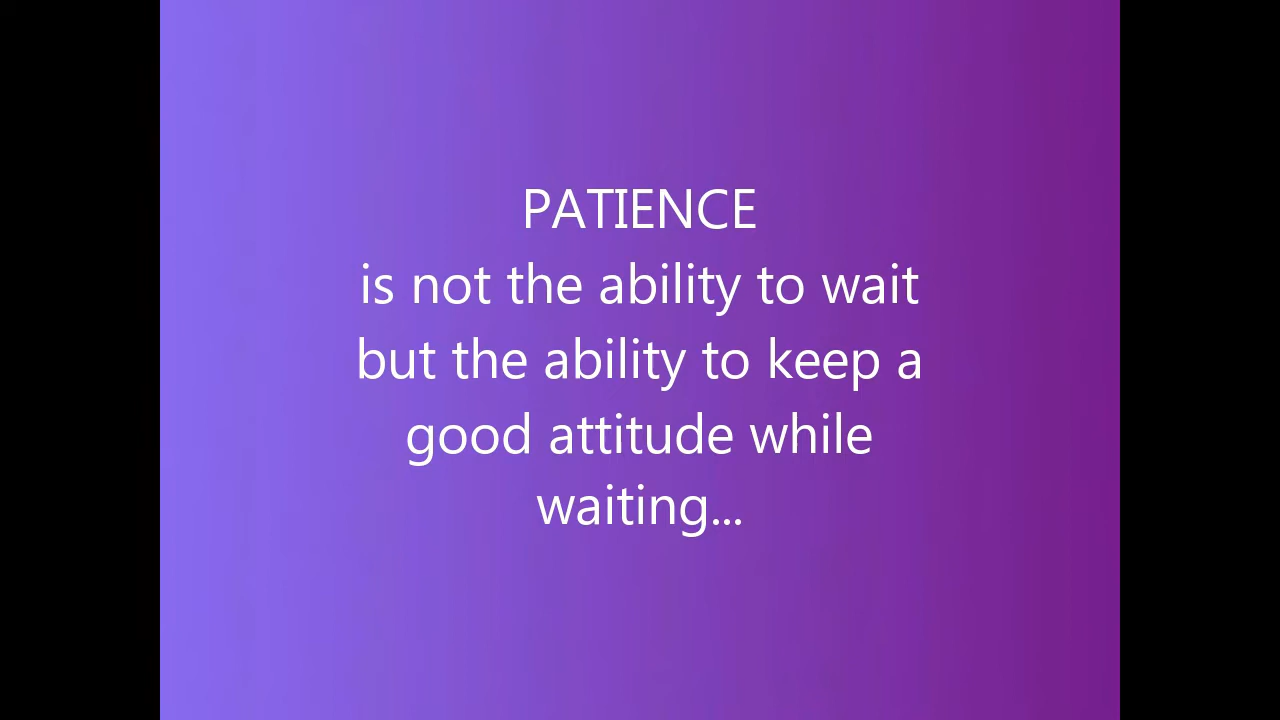 PATIENCE
is not the ability to wait
but the ability to keep a
good attitude while
waiting...